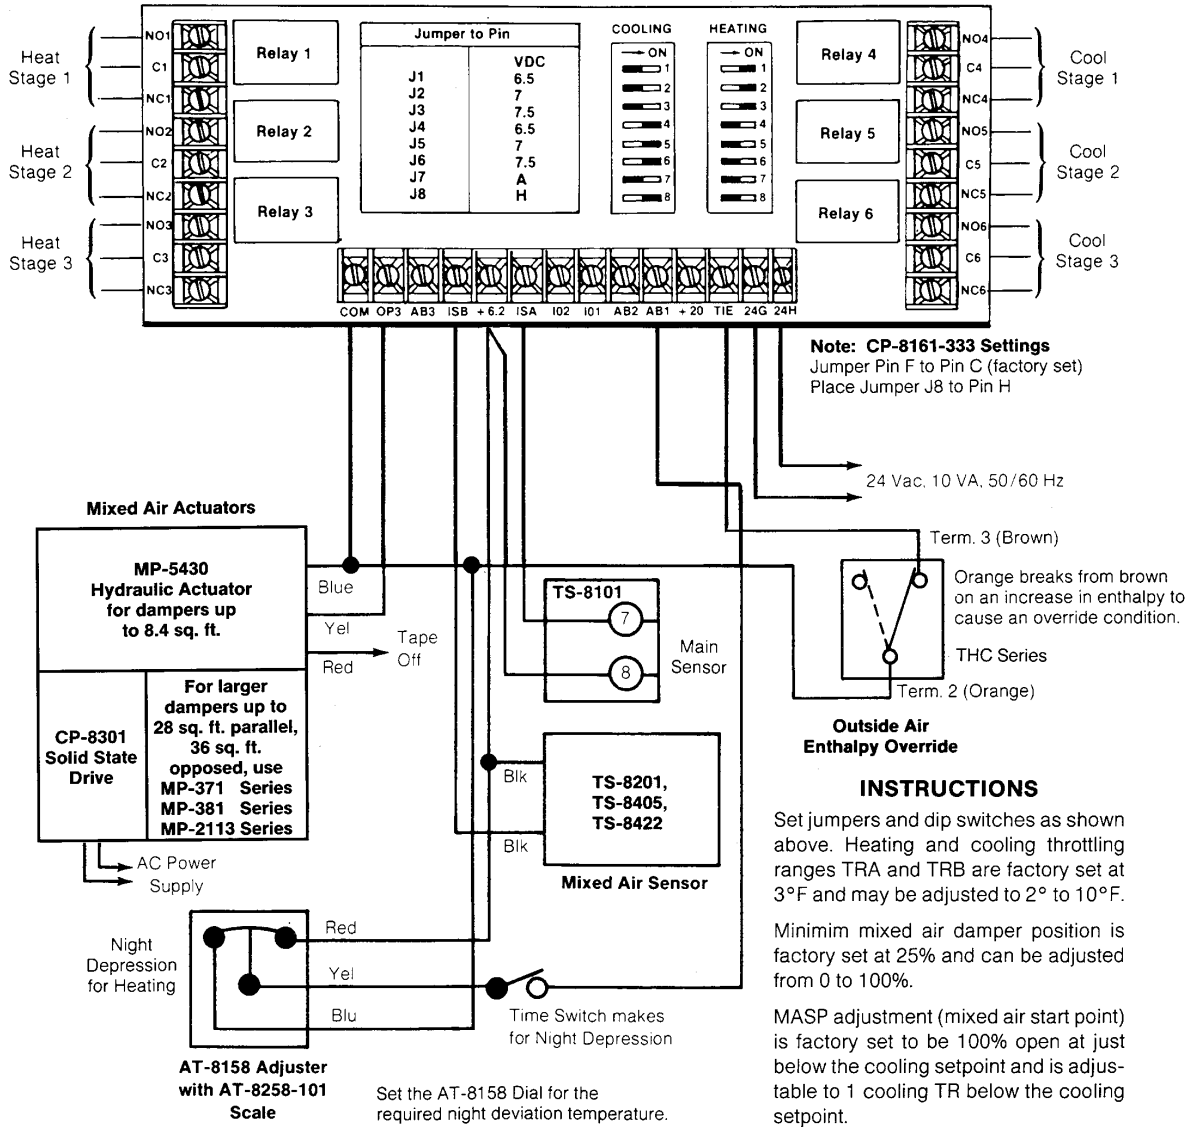 Heat
Stage 1
NO1
C1
NC1
Heat
Stage 2
NO2
C2
NC2
Heat
Stage 3
NO3
C3
NC3
Relay 1
Relay 2
Relay 3
Jumper to Pin
VDC
J1 6.5
J2 7
J3 7.5
J4 6.5
J5 7
J6 7.5
J7 A
J8 H
COOLING
→ ON
1
2
3
4
5
6
7
8
HEATING
→ ON
1
2
3
4
5
6
7
8
Relay 4
Relay 5
Relay 6
NO4
C4
NC4
Cool
Stage 1
NO5
C5
NC5
Cool
Stage 2
NO6
C6
NC6
Cool
Stage 3
COM OP3 AB3 ISB + 6.2 ISA I02 I01 AB2 AB1 + 20 TIE 24G 24H
Note: CP-8161-333 Settings
Jumper Pin F to Pin C (factory set)
Place Jumper J8 to Pin H
24 Vac, 10 VA, 50/60 Hz
Mixed Air Actuators
MP-5430
Hydraulic Actuator
for dampers up
to 8.4 sq. ft.
Blue
Yel
Red
Tape
Off
CP-8301
Solid State
Drive
For larger
dampers up to
28 sq. ft. parallel,
36 sq. ft.
opposed, use
MP-371 Series
MP-381 Series
MP-2113 Series
AC Power
Supply
TS-8101
7
8
Main
Sensor
Term. 3 (Brown)
Orange breaks from brown
on an increase in enthalpy to
cause an override condition.
THC Series
Term. 2 (Orange)
Outside Air
Enthalpy Override
Blk
Blk
TS-8201,
TS-8405,
TS-8422
Mixed Air Sensor
Night
Depression
for Heating
Red
Yel
Blu
AT-8158 Adjuster
with AT-8258-101
Scale
Time Switch makes
for Night Depression
Set the AT-8158 Dial for the
required night deviation temperature.
INSTRUCTIONS
Set jumpers and dip switches as shown
above. Heating and cooling throttling
ranges TRA and TRB are factory set at
3°F and may be adjusted to 2° to 10°F.
Minimim mixed air damper position is
factory set at 25% and can be adjusted
from 0 to 100%.
MASP adjustment (mixed air start point)
is factory set to be 100% open at just
below the cooling setpoint and is adjus-
table to 1 cooling TR below the cooling
setpoint.